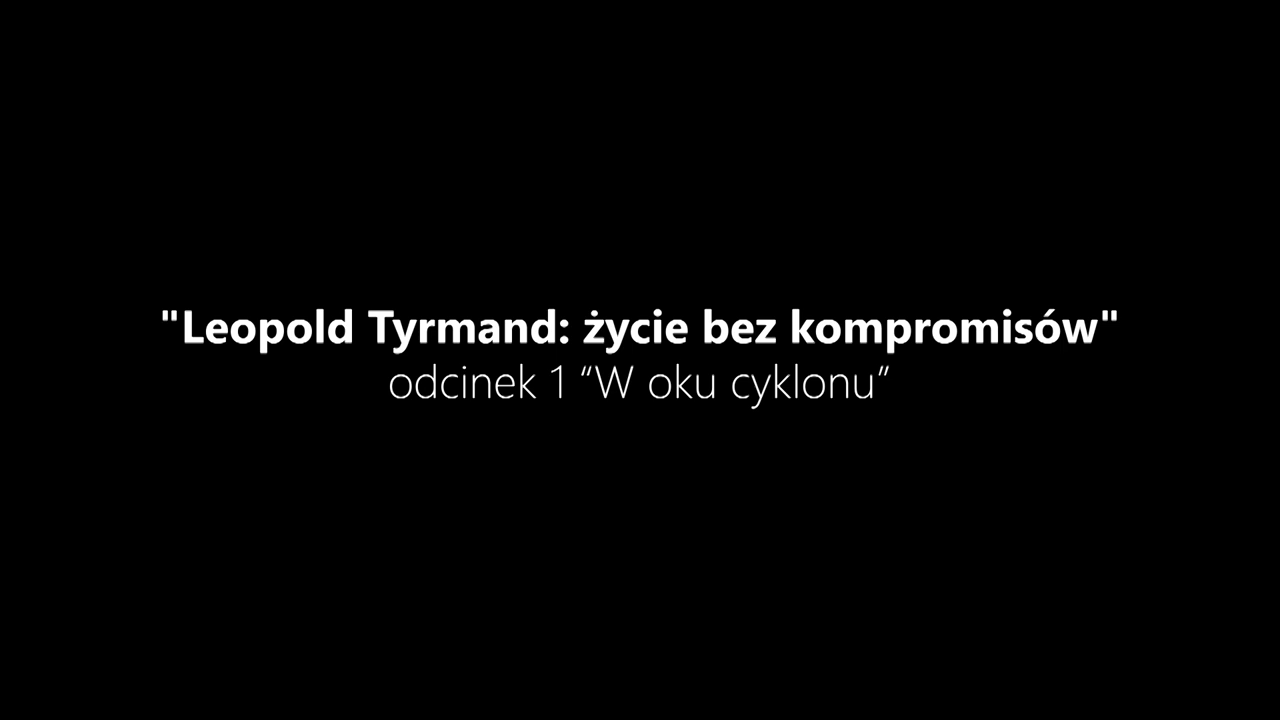 "Leopold Tyrmand: życie bez kompromisów"
odcinek 1 “W oku cyklonu”